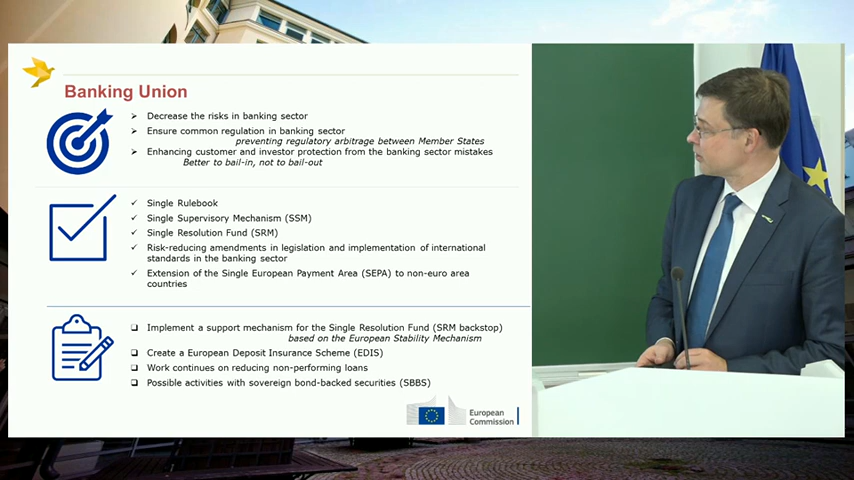 Banking Union
Decrease the risks in banking sector
Ensure common regulation in banking sector
preventing regulatory arbitrage between Member States
Enhancing customer and investor protection from the banking sector mistakes
Better to bail-in, not to bail-out
Single Rulebook
Single Supervisory Mechanism (SSM)
Single Resolution Fund (SRM)
Risk-reducing amendments in legislation and implementation of international
standards in the banking sector
Extension of the Single European Payment Area (SEPA) to non-euro area
countries
Implement a support mechanism for the Single Resolution Fund (SRM backstop)
based on the European Stability Mechanism
Create a European Deposit Insurance Scheme (EDIS)
Work continues on reducing non-performing loans
Possible activities with sovereign bond-backed securities (SBBS)
European
Commission